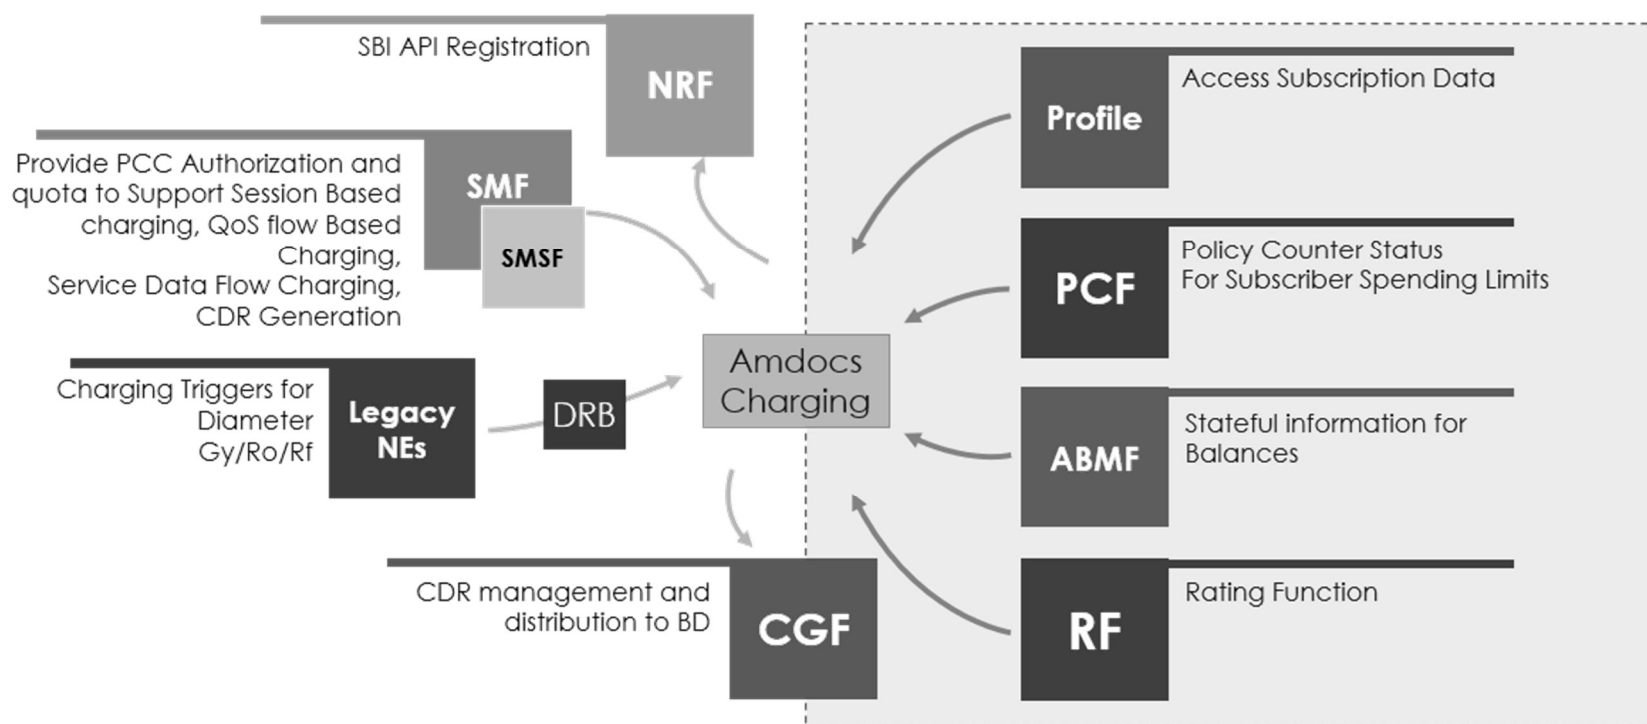 SBI API Registration
NRF
Provide PCC Authorization and
quota to Support Session Based
charging, QoS flow Based
Charging,
Service Data Flow Charging,
CDR Generation
SMF
SMSF
Charging Triggers for
Diameter
Gy/Ro/Rf
Legacy
NEs
DRB
Amdocs
Charging
CDR management and
distribution to BD
CGF
Profile
Access Subscription Data
PCF
Policy Counter Status
For Subscriber Spending Limits
ABMF
Stateful information for
Balances
RF
Rating Function